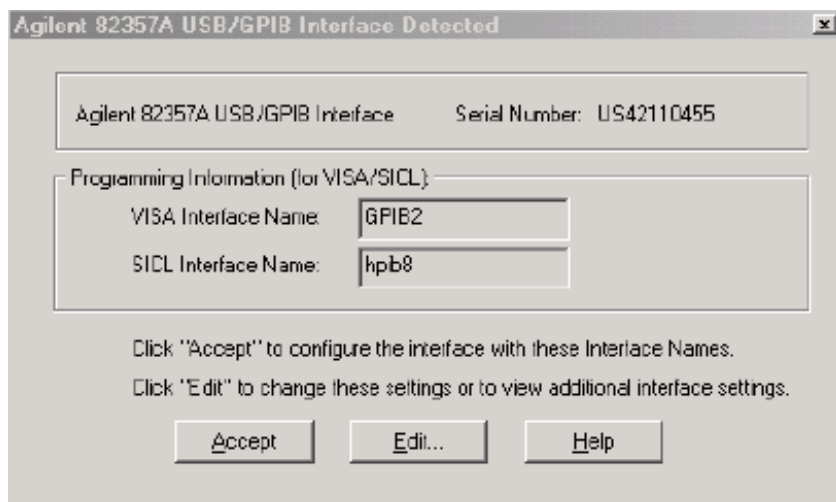 Agilent 82357A USB/GPIB Interface Detected
Agilent 82357A USB/GPIB Interface Serial Number: US42110455
Programming Information (for VISA/SICL):
VISA Interface Name: GPIB2
SICL Interface Name: hpib8
Click "Accept" to configure the interface with these Interface Names.
Click "Edit" to change these settings or to view additional interface settings.
Accept Edit... Help